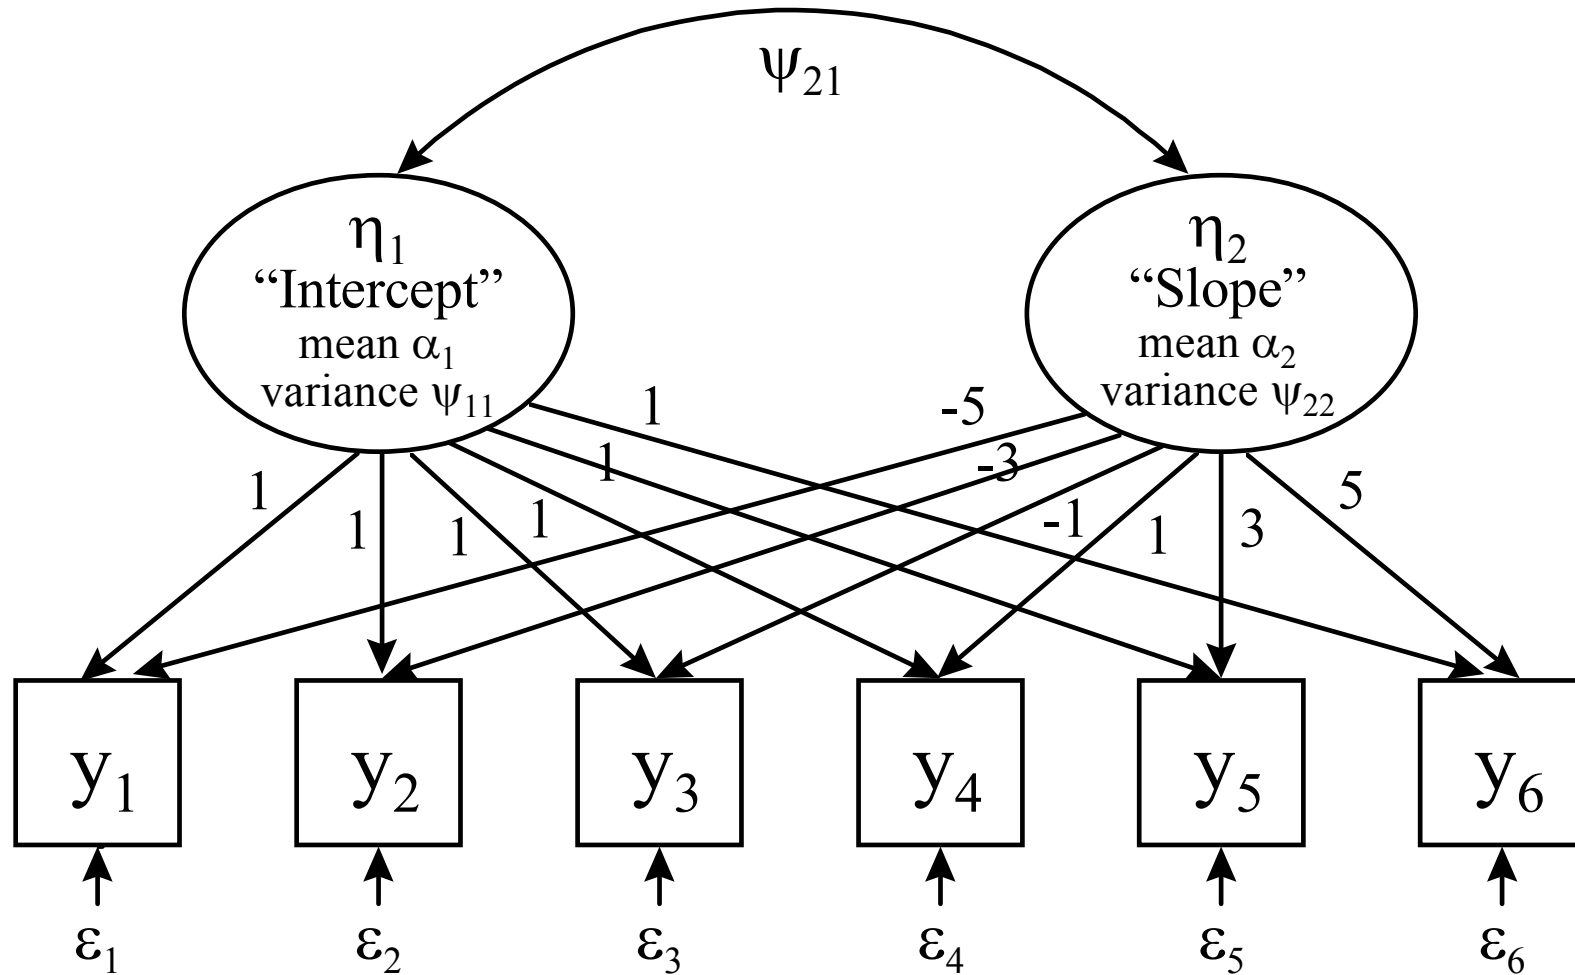 ψ21
η1
“Intercept”
mean α1
variance ψ11
η2
“Slope”
mean α2
variance ψ22
1
-5
1
-3
1
1
1
1
-1
1
3
5
y1
y2
y3
y4
y5
y6
ε1
ε2
ε3
ε4
ε5
ε6